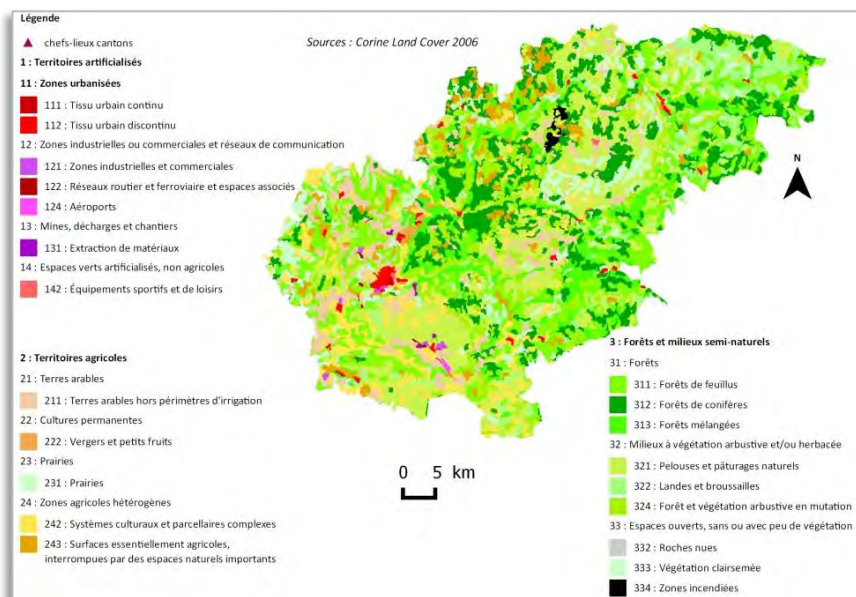 Légende
chefs-lieux cantons
Sources : Corine Land Cover 2006
1 : Territoires artificialisés
11 : Zones urbanisées
111 : Tissu urbain continu
112 : Tissu urbain discontinu
12 : Zones industrielles ou commerciales et réseaux de communication
121 : Zones industrielles et commerciales
122 : Réseaux routier et ferroviaire et espaces associés
124 : Aéroports
13 : Mines, décharges et chantiers
131 : Extraction de matériaux
14 : Espaces verts artificialisés, non agricoles
142 : Équipements sportifs et de loisirs
2 : Territoires agricoles
21 : Terres arables
211 : Terres arables hors périmètres d'irrigation
22 : Cultures permanentes
222 : Vergers et petits fruits
23 : Prairies
231 : Prairies
24 : Zones agricoles hétérogènes
242 : Systèmes culturaux et parcellaires complexes
243 : Surfaces essentiellement agricoles,
interrompues par des espaces naturels importants
N
0 5 km
3 : Forêts et milieux semi-naturels
31 : Forêts
311 : Forêts de feuillus
312 : Forêts de conifères
313 : Forêts mélangées
32 : Milieux à végétation arbustive et/ou herbacée
321 : Pelouses et pâturages naturels
322 : Landes et broussailles
324 : Forêt et végétation arbustive en mutation
33 : Espaces ouverts, sans ou avec peu de végétation
332 : Roches nues
333 : Végétation clairsemée
334 : Zones incendiées